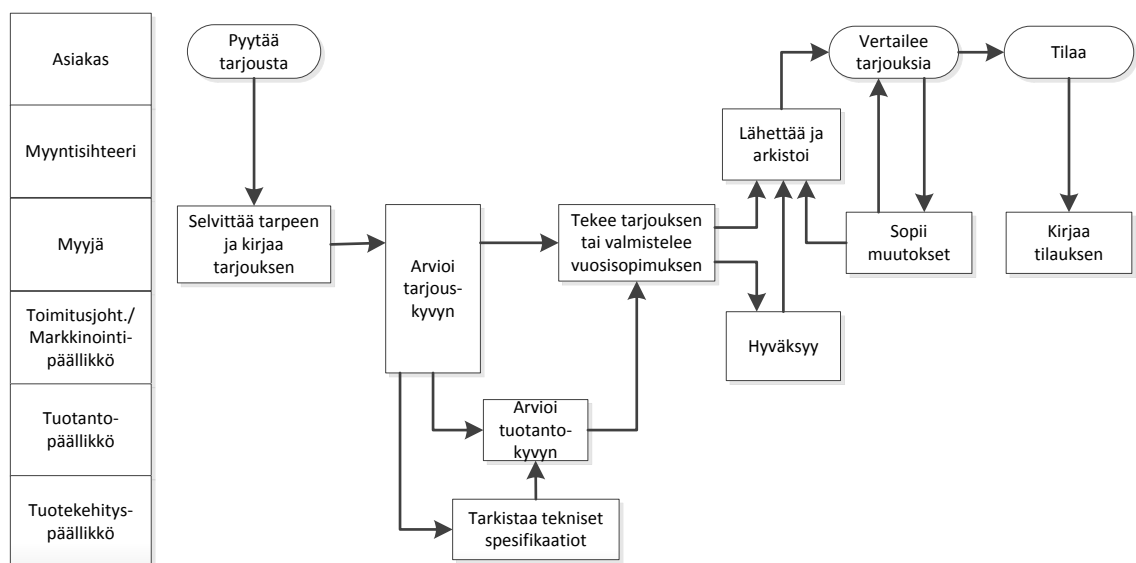 Asiakas
Myyntisihteeri
Myyjä
Toimitusjoht./
Markkinointi-
päällikkö
Tuotanto-
päällikkö
Tuotekehitys-
päällikkö
Pyytää
tarjousta
Selvittää tarpeen
ja kirjaa
tarjouksen
Arvioi
tarjous-
kyvyn
Arvioi
tuotanto-
kyvyn
Tarkistaa tekniset
spesifikaatiot
Tekee tarjouksen
tai valmistelee
vuosisopimuksen
Hyväksyy
Lähettää ja
arkistoi
Vertailee
tarjouksia
Sopii
muutokset
Tilaa
Kirjaa
tilauksen